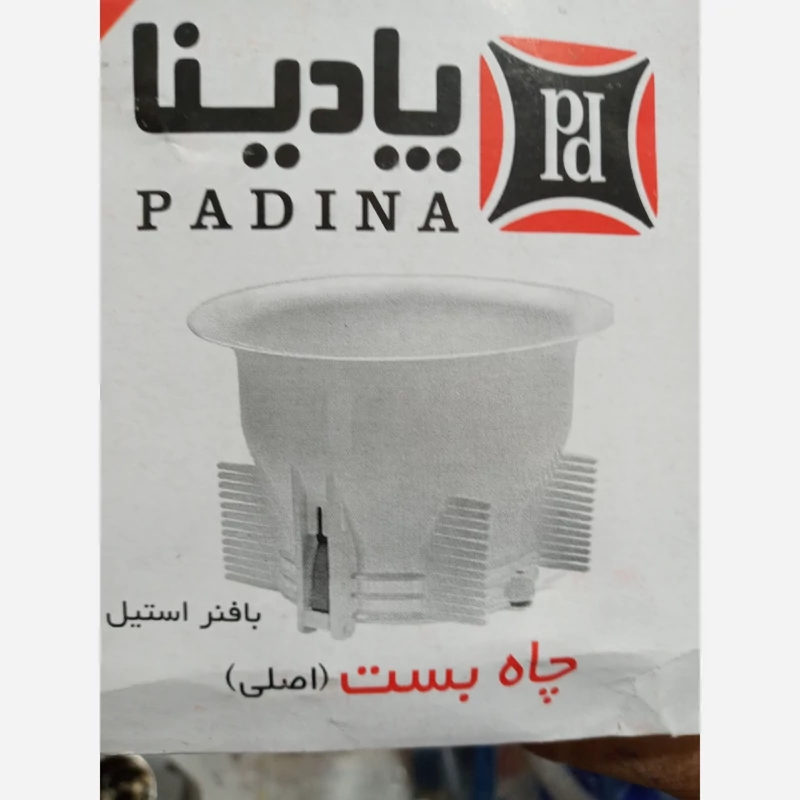 پادینا
PADINA
pd
بافنر استیل
چاه بست (اصلی)